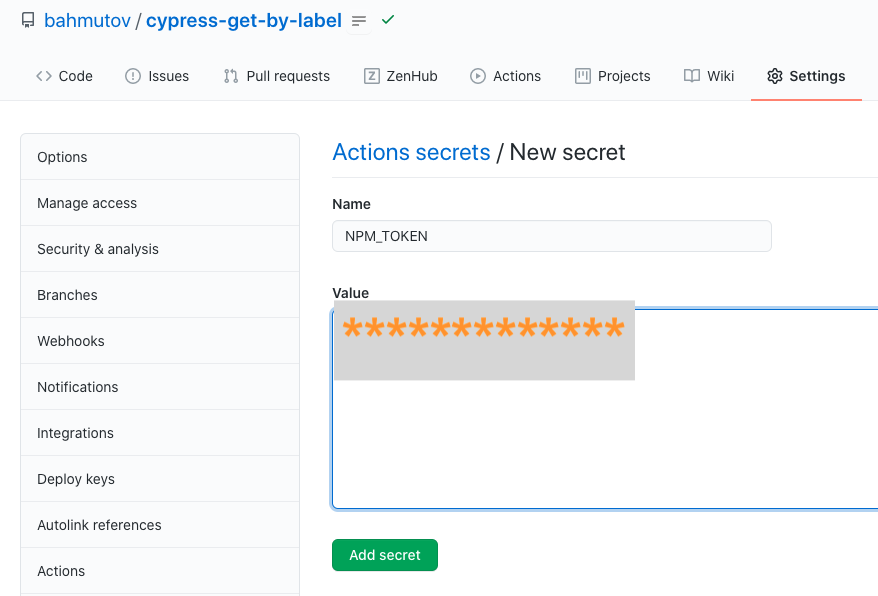 bahmutov / cypress-get-by-label
Code Issues Pull requests ZenHub Actions Projects Wiki Settings
Options
Manage access
Security & analysis
Branches
Webhooks
Notifications
Integrations
Deploy keys
Autolink references
Actions
Actions secrets / New secret
Name
NPM_TOKEN
Value
*************
Add secret